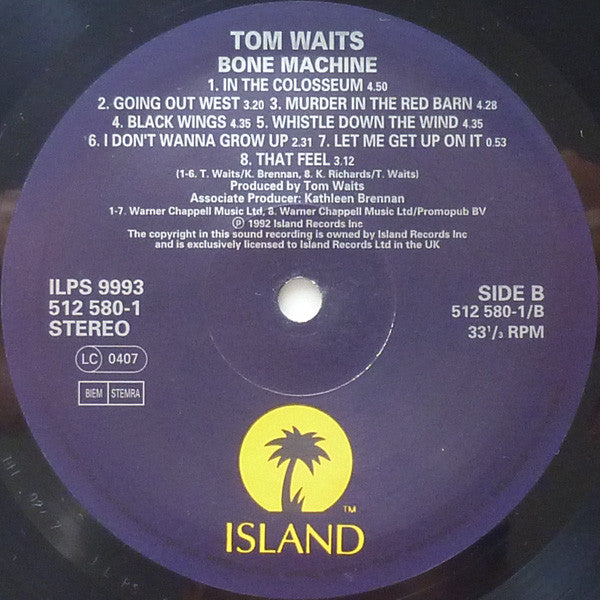 TOM WAITS
BONE MACHINE
1. IN THE COLOSSEUM 4.50
2. GOING OUT WEST 3.20 3. MURDER IN THE RED BARN 4.28
4. BLACK WINGS 4.35 5. WHISTLE DOWN THE WIND 4.35
6. I DON'T WANNA GROW UP 2.31 7. LET ME GET UP ON IT 0.53
8. THAT FEEL 3.12
(1-6. T. Waits/K. Brennan, 8. K. Richards/T. Waits)
Produced by Tom Waits
Associate Producer: Kathleen Brennan
1-7. Warner Chappell Music Ltd, 8. Warner Chappell Music Ltd/Promopub BV
Ⓟ 1992 Island Records Inc
The copyright in this sound recording is owned by Island Records Inc
and is exclusively licensed to Island Records Ltd in the UK
ILPS 9993
512 580-1
STEREO
LC 0407
BIEM STEMRA
SIDE B
512 580-1/B
33¹/₃ RPM
TM
ISLAND